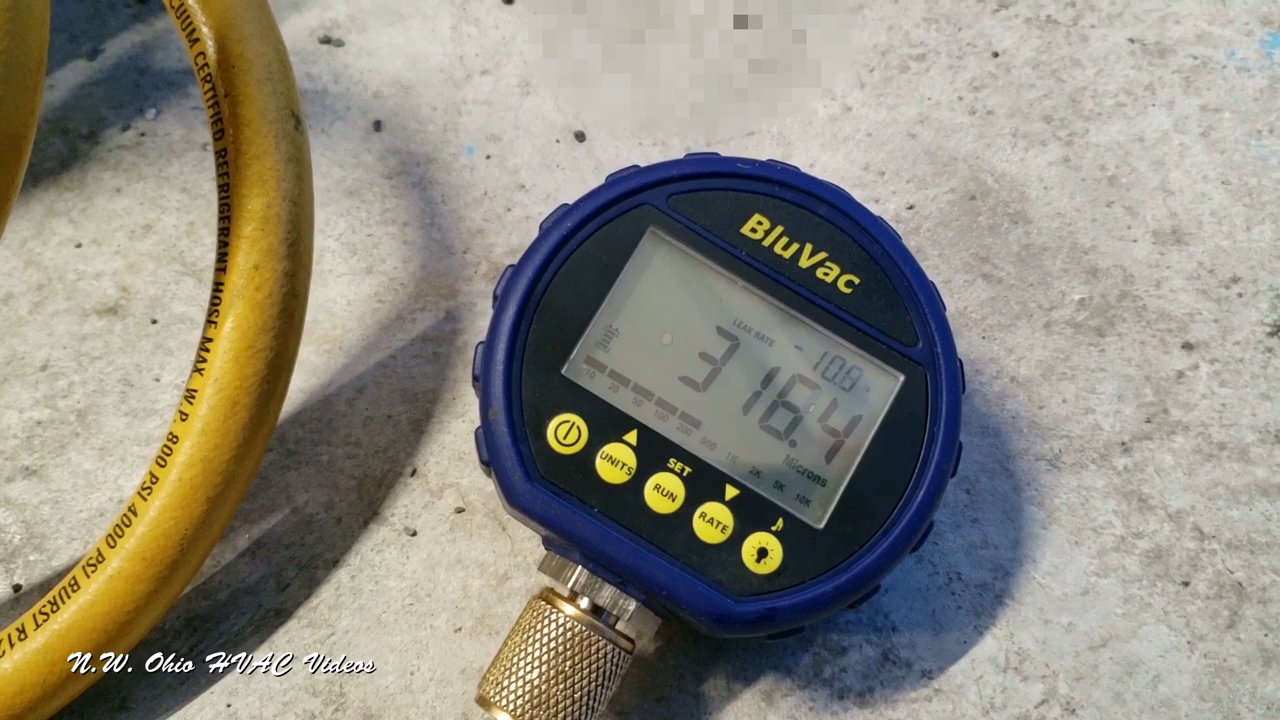 CUUM CERTIFIED REFRIGERANT HOSE MAX. W.P. 800 PSI 4000 PSI BURST R12
BluVac
LEAK RATE
-10.8
316.4
Microns
10 20 50 100 200 500 1K 2K 5K 10K
UNITS
SET
RUN
RATE
N.W. Ohio HVAC Videos